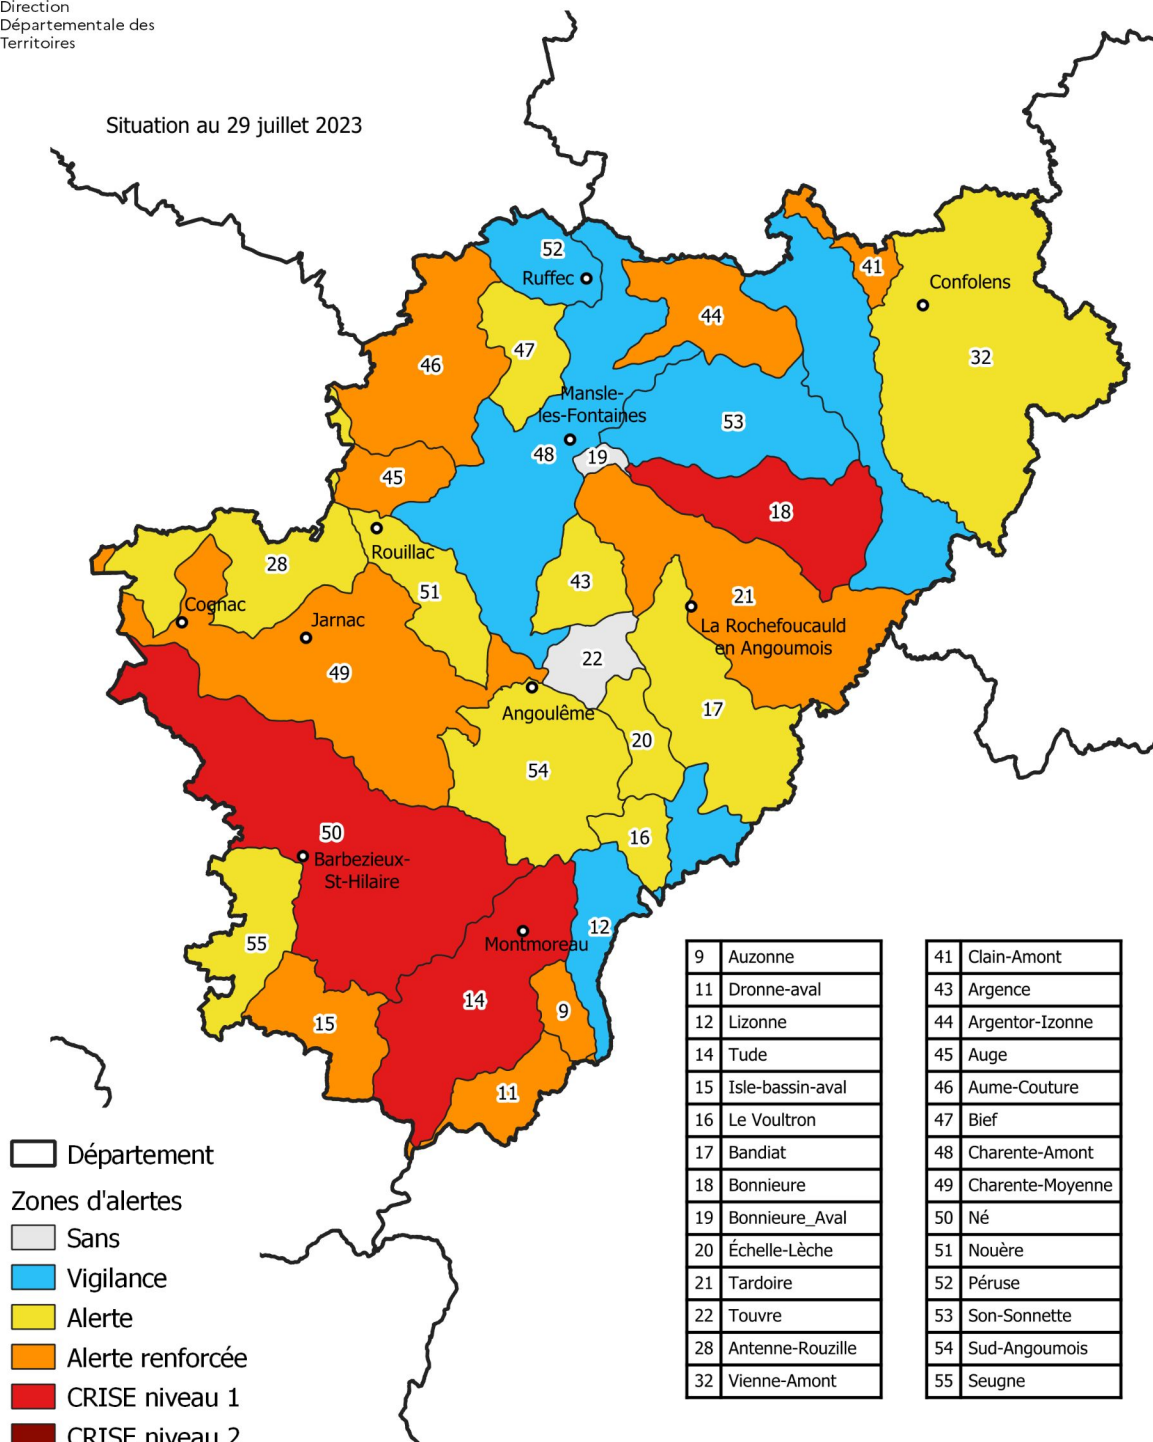 Direction
Départementale des
Territoires
Situation au 29 juillet 2023
52
Ruffec
41
Confolens
44
47
46
32
Mansle-
les-Fontaines
53
48
19
45
18
Rouillac
28
43
51
21
Cognac
Jarnac
La Rochefoucauld
en Angoumois
22
49
17
Angoulême
20
54
50
16
Barbezieux-
St-Hilaire
12
55
Montmoreau
14
9
15
11
9 Auzonne
11 Dronne-aval
12 Lizonne
14 Tude
15 Isle-bassin-aval
16 Le Voultron
17 Bandiat
18 Bonnieure
19 Bonnieure_Aval
20 Échelle-Lèche
21 Tardoire
22 Touvre
28 Antenne-Rouzille
32 Vienne-Amont
41 Clain-Amont
43 Argence
44 Argentor-Izonne
45 Auge
46 Aume-Couture
47 Bief
48 Charente-Amont
49 Charente-Moyenne
50 Né
51 Nouère
52 Péruse
53 Son-Sonnette
54 Sud-Angoumois
55 Seugne
Département
Zones d'alertes
Sans
Vigilance
Alerte
Alerte renforcée
CRISE niveau 1
CRISE niveau 2